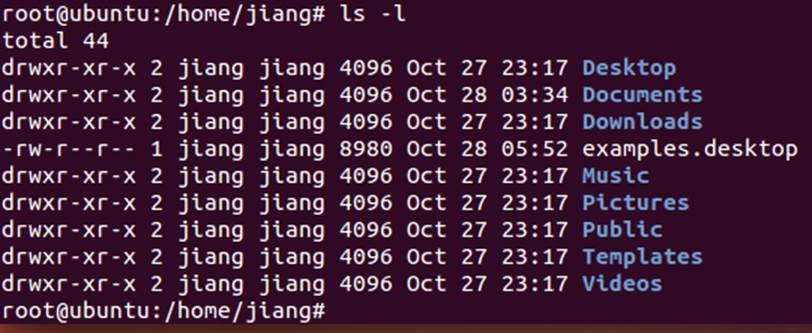 root@ubuntu:/home/jiang# ls -l
total 44
drwxr-xr-x 2 jiang jiang 4096 Oct 27 23:17 Desktop
drwxr-xr-x 2 jiang jiang 4096 Oct 28 03:34 Documents
drwxr-xr-x 2 jiang jiang 4096 Oct 27 23:17 Downloads
-rw-r--r-- 1 jiang jiang 8980 Oct 28 05:52 examples.desktop
drwxr-xr-x 2 jiang jiang 4096 Oct 27 23:17 Music
drwxr-xr-x 2 jiang jiang 4096 Oct 27 23:17 Pictures
drwxr-xr-x 2 jiang jiang 4096 Oct 27 23:17 Public
drwxr-xr-x 2 jiang jiang 4096 Oct 27 23:17 Templates
drwxr-xr-x 2 jiang jiang 4096 Oct 27 23:17 Videos
root@ubuntu:/home/jiang#